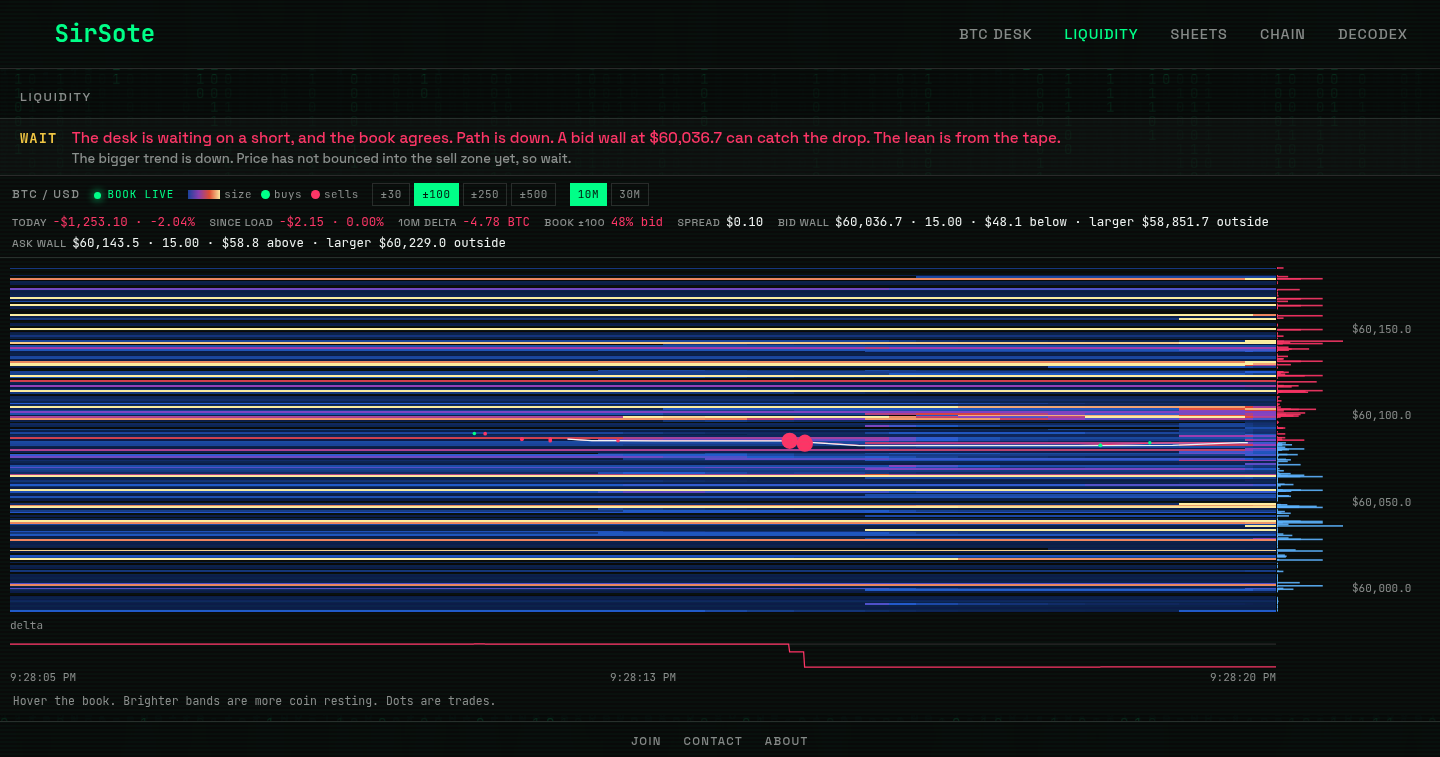 SirSote
BTC DESK LIQUIDITY SHEETS CHAIN DECODEX
LIQUIDITY
WAIT The desk is waiting on a short, and the book agrees. Path is down. A bid wall at $60,036.7 can catch the drop. The lean is from the tape.
The bigger trend is down. Price has not bounced into the sell zone yet, so wait.
BTC / USD BOOK LIVE size buys sells ±30 ±100 ±250 ±500 10M 30M
TODAY -$1,253.10 · -2.04% SINCE LOAD -$2.15 · 0.00% 10M DELTA -4.78 BTC BOOK ±100 48% bid SPREAD $0.10 BID WALL $60,036.7 · 15.00 · $48.1 below · larger $58,851.7 outside
ASK WALL $60,143.5 · 15.00 · $58.8 above · larger $60,229.0 outside
$60,150.0
$60,100.0
$60,050.0
$60,000.0
delta
9:28:05 PM 9:28:13 PM 9:28:20 PM
Hover the book. Brighter bands are more coin resting. Dots are trades.
JOIN CONTACT ABOUT